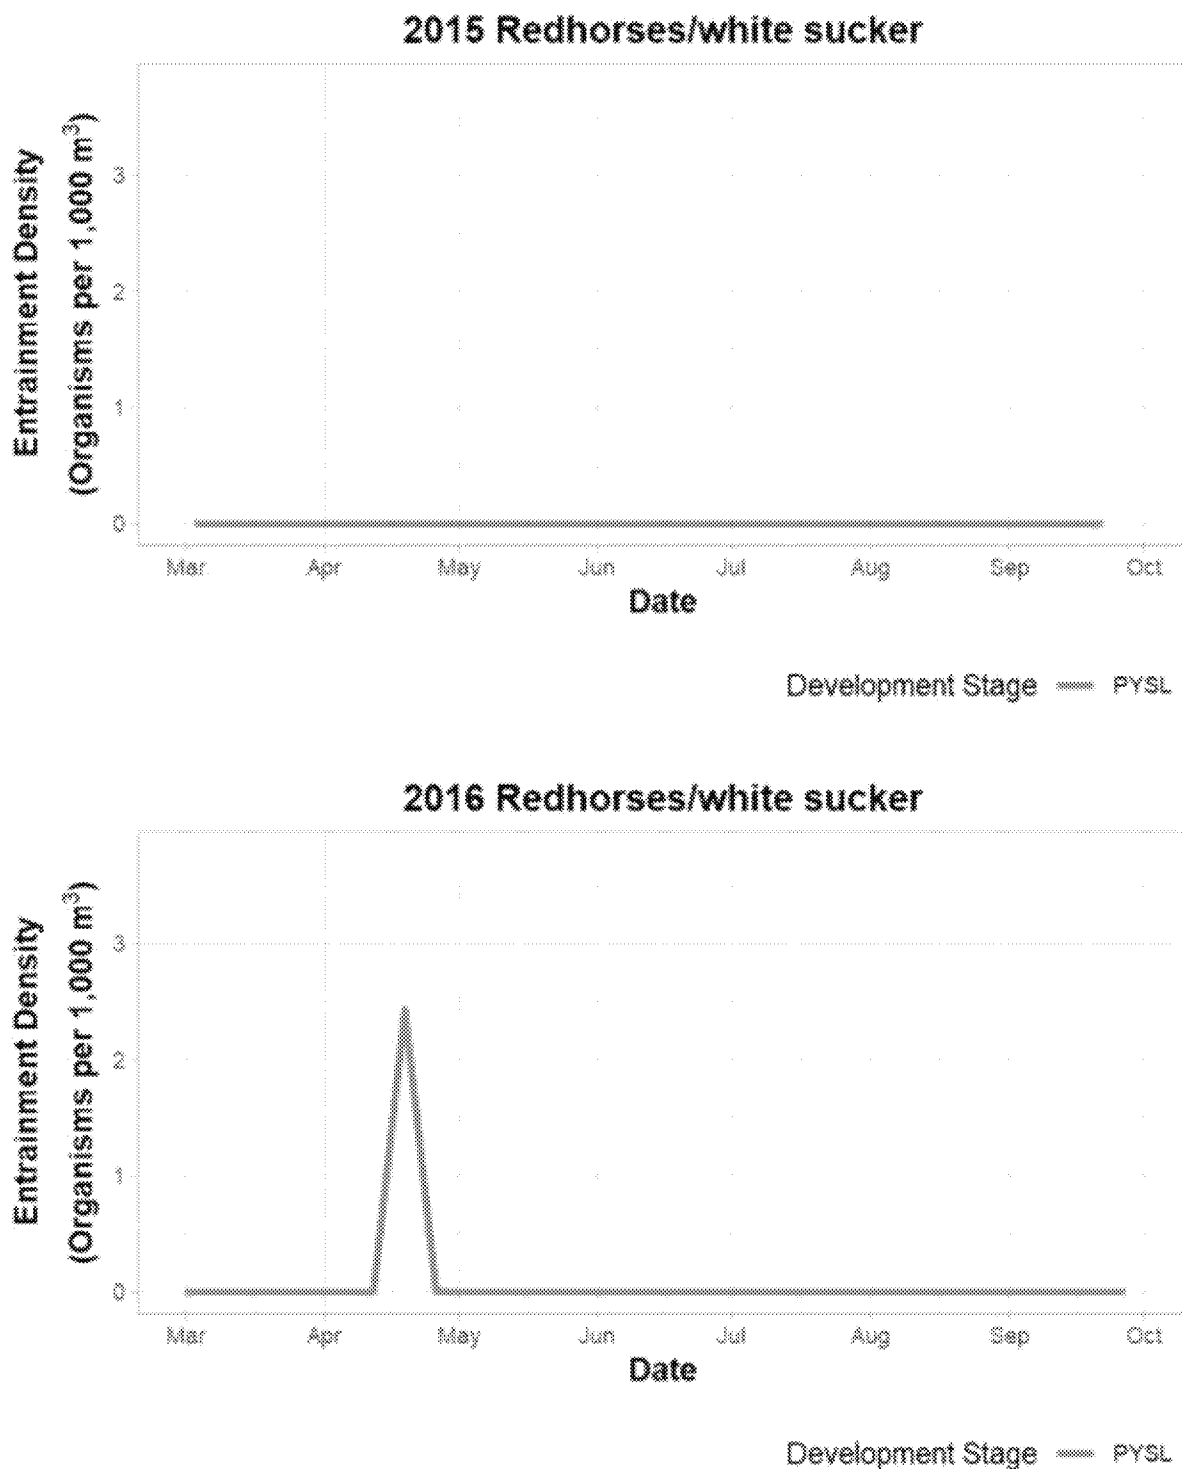 2015 Redhorses/white sucker
Entrainment Density
(Organisms per 1,000 m³)
3
2
1
0
Mar Apr May Jun Jul Aug Sep Oct
Date
Development Stage PYSL
2016 Redhorses/white sucker
Entrainment Density
(Organisms per 1,000 m³)
3
2
1
0
Mar Apr May Jun Jul Aug Sep Oct
Date
Development Stage PYSL